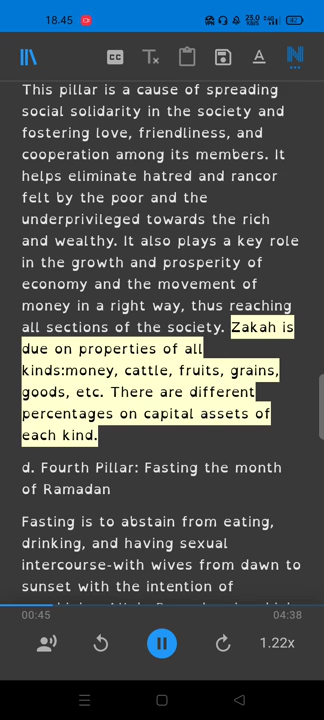 18.45
23.0 KB/S
47
CC
This pillar is a cause of spreading
social solidarity in the society and
fostering love, friendliness, and
cooperation among its members. It
helps eliminate hatred and rancor
felt by the poor and the
underprivileged towards the rich
and wealthy. It also plays a key role
in the growth and prosperity of
economy and the movement of
money in a right way, thus reaching
all sections of the society. Zakah is
due on properties of all
kinds:money, cattle, fruits, grains,
goods, etc. There are different
percentages on capital assets of
each kind.
d. Fourth Pillar: Fasting the month
of Ramadan
Fasting is to abstain from eating,
drinking, and having sexual
intercourse-with wives from dawn to
sunset with the intention of
00:45
04:38
1.22x